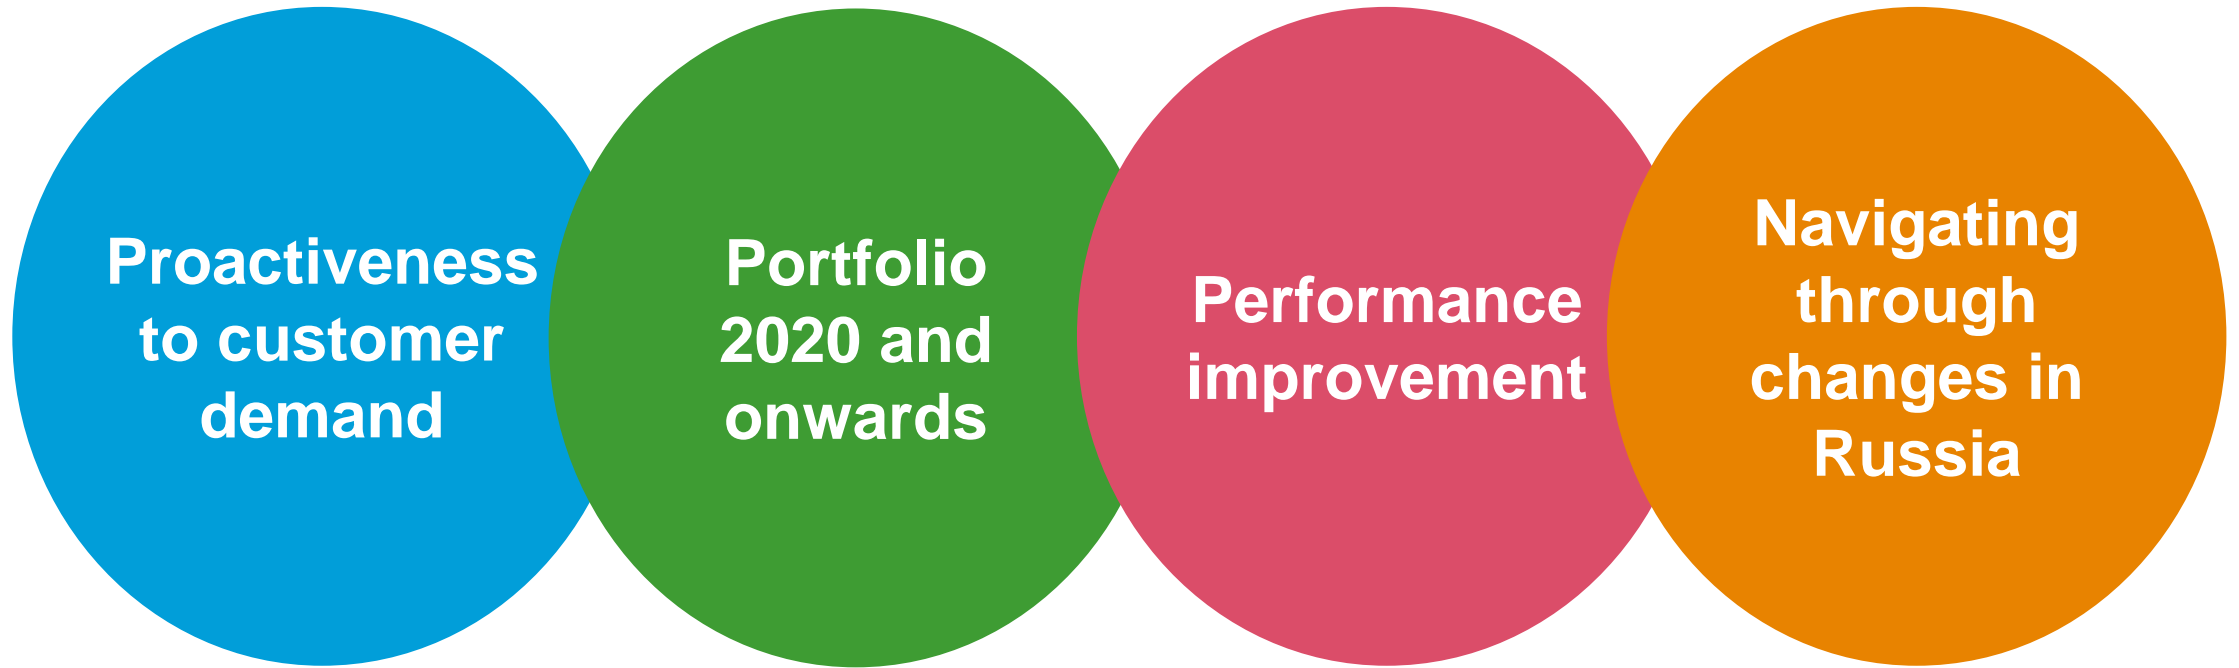 Proactiveness
to customer
demand
Portfolio
2020 and
onwards
Performance
improvement
Navigating
through
changes in
Russia